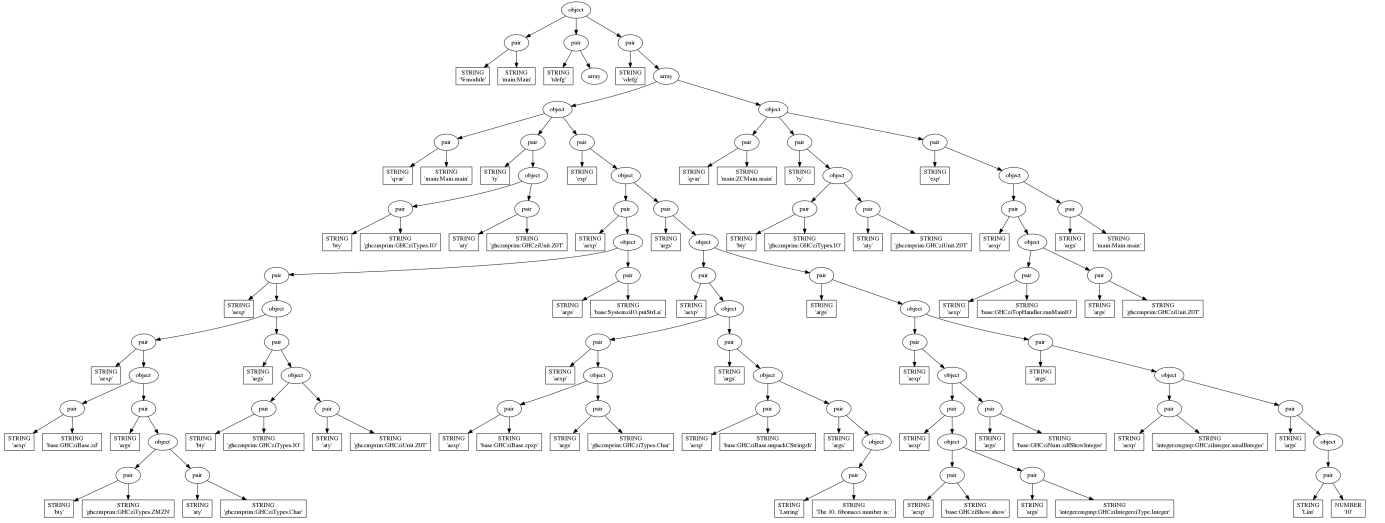 object
pair
pair
pair
STRING
'%module'
STRING
'main:Main'
STRING
'tdefg'
array
STRING
'vdefg'
array
object
object
pair
pair
pair
pair
pair
pair
STRING
'qvar'
STRING
'main:Main.main'
STRING
'ty'
object
STRING
'exp'
object
STRING
'qvar'
STRING
'main:ZCMain.main'
STRING
'ty'
object
STRING
'exp'
object
pair
pair
pair
pair
pair
pair
pair
pair
STRING
'bty'
STRING
'ghczmprim:GHCziTypes.IO'
STRING
'aty'
STRING
'ghczmprim:GHCziUnit.Z0T'
STRING
'aexp'
object
STRING
'args'
object
STRING
'bty'
STRING
'ghczmprim:GHCziTypes.IO'
STRING
'aty'
STRING
'ghczmprim:GHCziUnit.Z0T'
STRING
'aexp'
object
STRING
'args'
STRING
'main:Main.main'
pair
pair
pair
pair
pair
pair
STRING
'aexp'
object
STRING
'args'
STRING
'base:SystemziIO.putStrLn'
STRING
'aexp'
object
STRING
'args'
object
STRING
'aexp'
STRING
'base:GHCziTopHandler.runMainIO'
STRING
'args'
STRING
'ghczmprim:GHCziUnit.Z0T'
pair
pair
pair
pair
pair
pair
STRING
'aexp'
object
STRING
'args'
object
STRING
'aexp'
object
STRING
'args'
object
STRING
'aexp'
object
STRING
'args'
object
pair
pair
pair
pair
pair
pair
pair
pair
pair
pair
pair
pair
STRING
'aexp'
STRING
'base:GHCziBase.zd'
STRING
'args'
object
STRING
'bty'
STRING
'ghczmprim:GHCziTypes.IO'
STRING
'aty'
STRING
'ghczmprim:GHCziUnit.Z0T'
STRING
'aexp'
STRING
'base:GHCziBase.zpzp'
STRING
'args'
STRING
'ghczmprim:GHCziTypes.Char'
STRING
'aexp'
STRING
'base:GHCziBase.unpackCStringzh'
STRING
'args'
object
STRING
'aexp'
object
STRING
'args'
STRING
'base:GHCziNum.zdfShowInteger'
STRING
'aexp'
STRING
'integerzmgmp:GHCziInteger.smallInteger'
STRING
'args'
object
pair
pair
pair
pair
pair
pair
STRING
'bty'
STRING
'ghczmprim:GHCziTypes.ZMZN'
STRING
'aty'
STRING
'ghczmprim:GHCziTypes.Char'
STRING
'Lstring'
STRING
'The 10. fibonacci number is: '
STRING
'aexp'
STRING
'base:GHCziShow.show'
STRING
'args'
STRING
'integerzmgmp:GHCziIntegerziType.Integer'
STRING
'Lint'
NUMBER
'10'